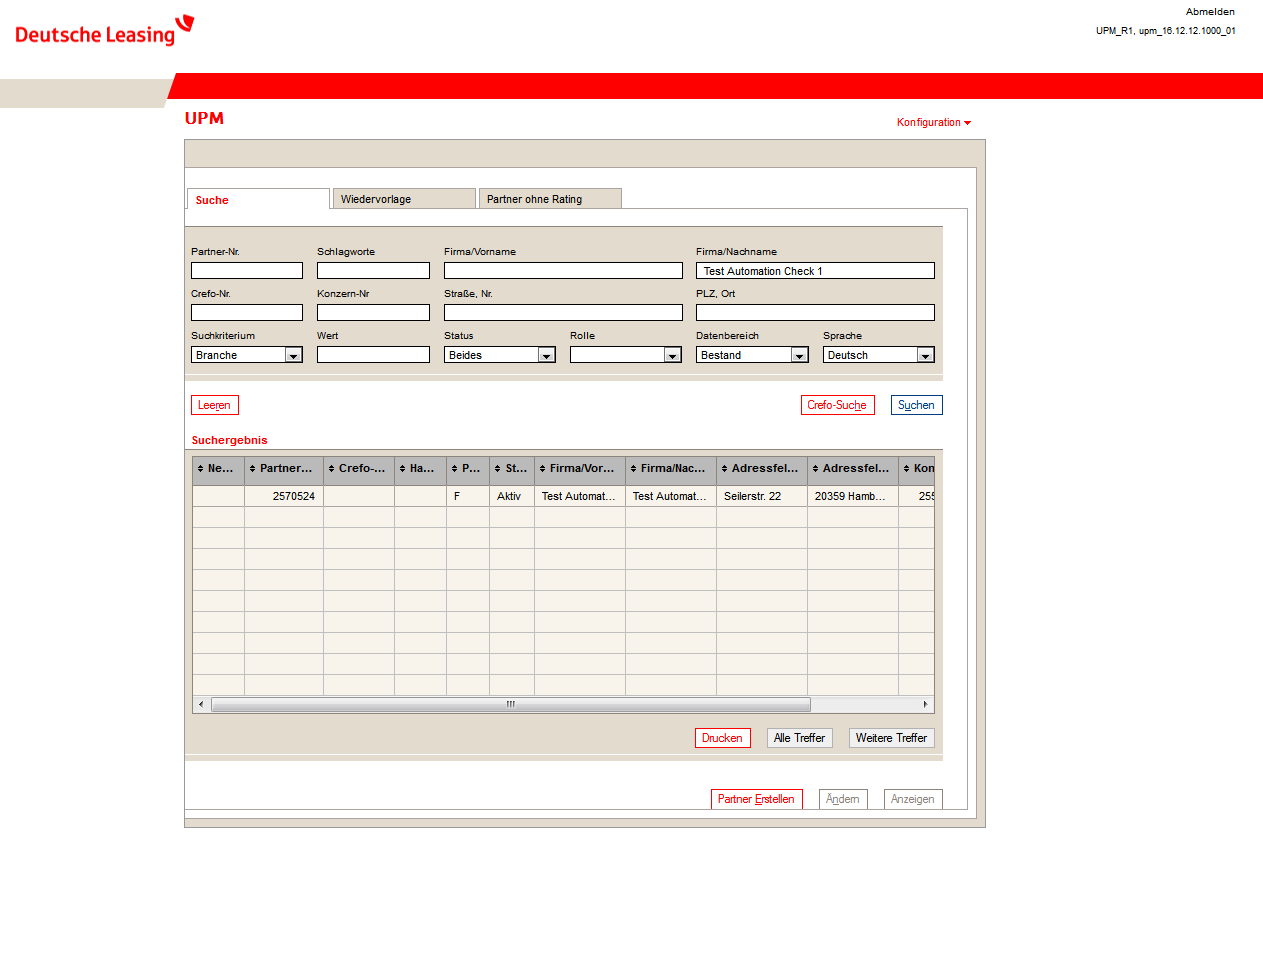 Abmelden
Deutsche Leasing
UPM_R1, upm_16.12.12.1000_01
UPM
Konfiguration
Suche Wiedervorlage Partner ohne Rating
Partner-Nr. Schlagworte Firma/Vorname Firma/Nachname
Test Automation Check 1
Crefo-Nr. Konzern-Nr Straße, Nr. PLZ, Ort
Suchkriterium Wert Status Rolle Datenbereich Sprache
Branche Beides Bestand Deutsch
Leeren Crefo-Suche Suchen
Suchergebnis
Ne... Partner... Crefo-... Ha... P... St... Firma/Vor... Firma/Nac... Adressfel... Adressfel... Kon
2570524 F Aktiv Test Automat... Test Automat... Seilerstr. 22 20359 Hamb... 255
Drucken Alle Treffer Weitere Treffer
Partner Erstellen Ändern Anzeigen